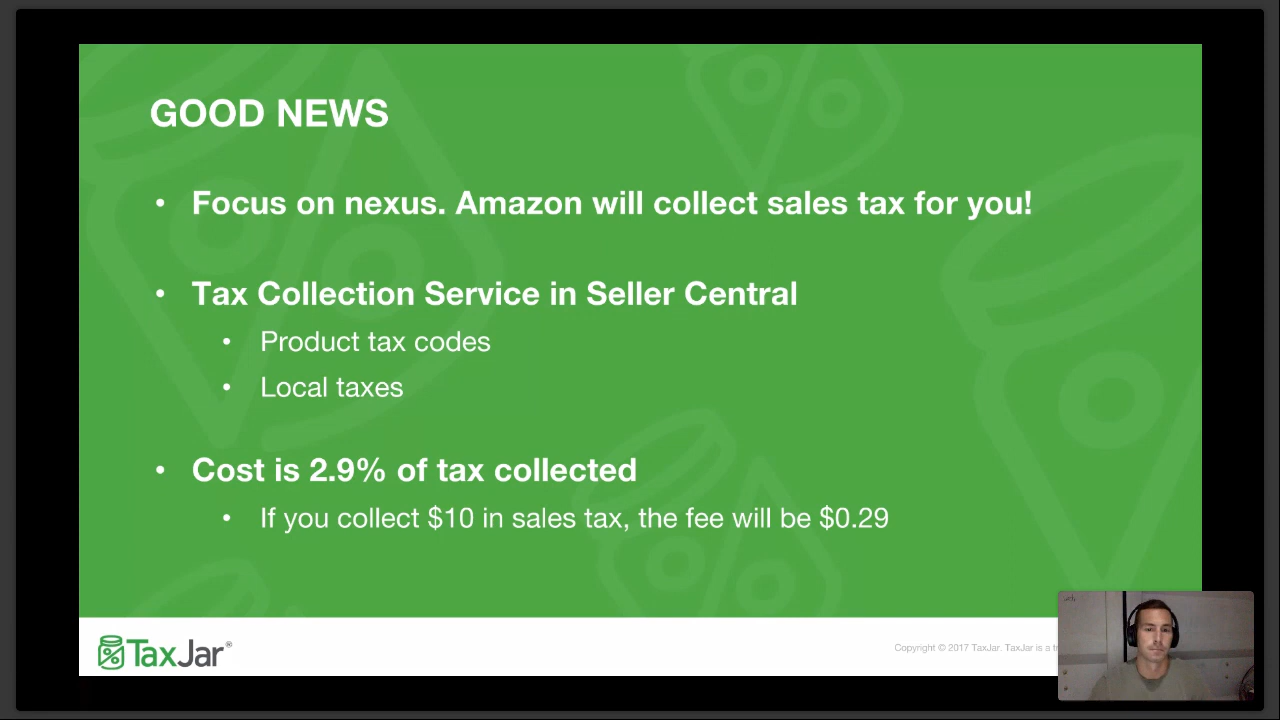 GOOD NEWS
• Focus on nexus. Amazon will collect sales tax for you!
• Tax Collection Service in Seller Central
• Product tax codes
• Local taxes
• Cost is 2.9% of tax collected
• If you collect $10 in sales tax, the fee will be $0.29
TaxJar®
Copyright © 2017 TaxJar. TaxJar is a